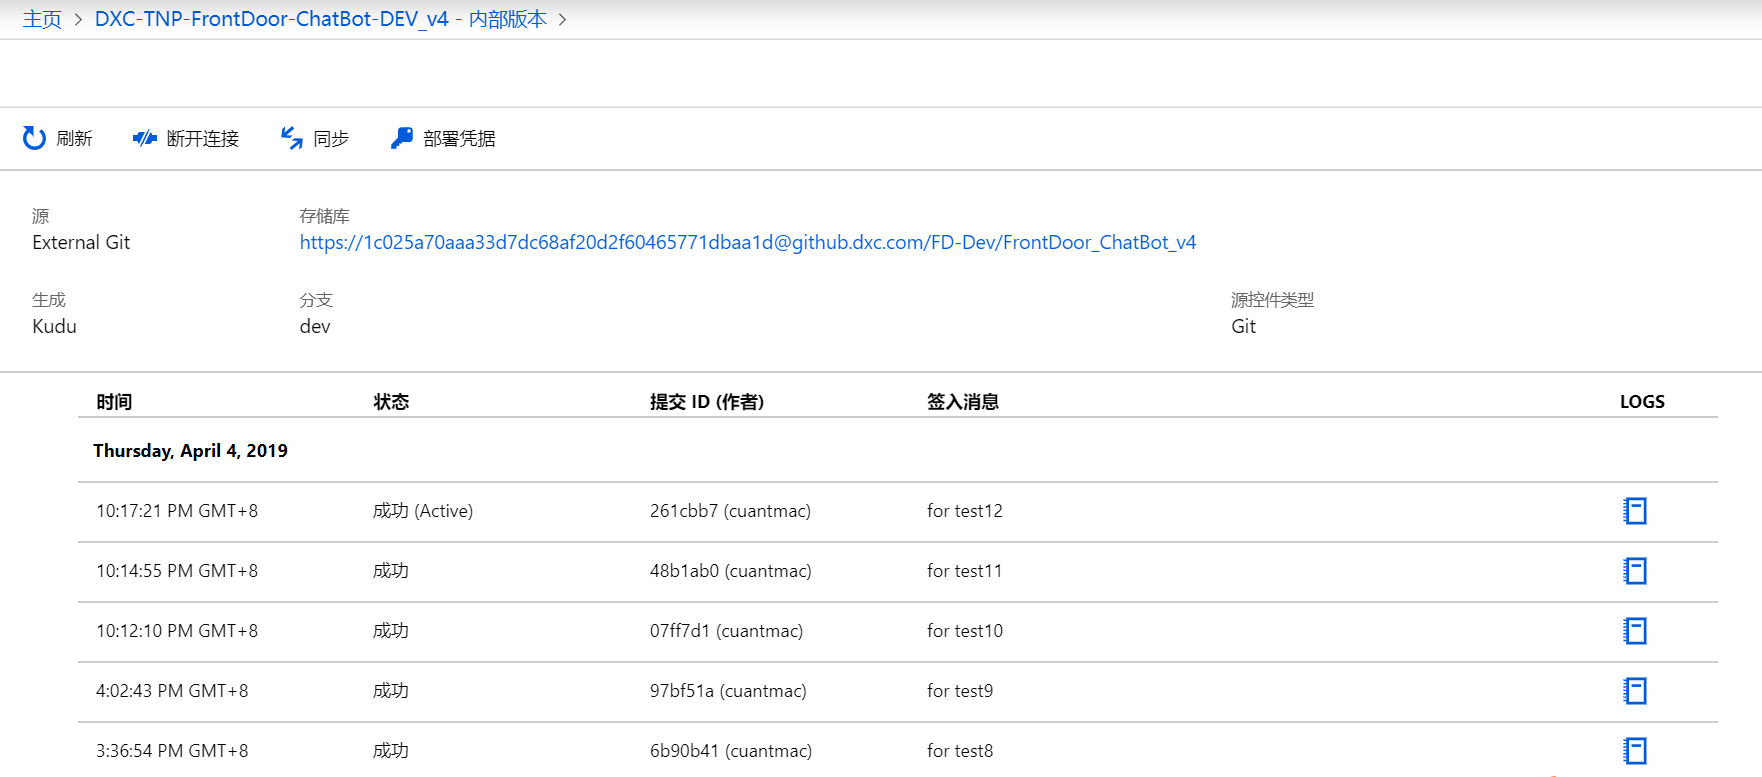 主页 > DXC-TNP-FrontDoor-ChatBot-DEV_v4 - 内部版本 >
刷新 断开连接 同步 部署凭据
源 存储库
External Git https://1c025a70aaa33d7dc68af20d2f60465771dbaa1d@github.dxc.com/FD-Dev/FrontDoor_ChatBot_v4
生成 分支 源控件类型
Kudu dev Git
时间 状态 提交 ID (作者) 签入消息 LOGS
Thursday, April 4, 2019
10:17:21 PM GMT+8 成功 (Active) 261cbb7 (cuantmac) for test12
10:14:55 PM GMT+8 成功 48b1ab0 (cuantmac) for test11
10:12:10 PM GMT+8 成功 07ff7d1 (cuantmac) for test10
4:02:43 PM GMT+8 成功 97bf51a (cuantmac) for test9
3:36:54 PM GMT+8 成功 6b90b41 (cuantmac) for test8